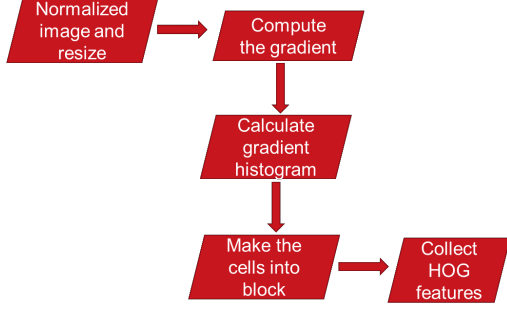 Normalized
image and
resize
Compute
the gradient
Calculate
gradient
histogram
Make the
cells into
block
Collect
HOG
features